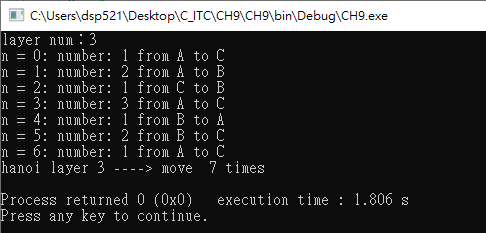 C:\Users\dsp521\Desktop\C_ITC\CH9\CH9\bin\Debug\CH9.exe
layer num：3
n = 0: number: 1 from A to C
n = 1: number: 2 from A to B
n = 2: number: 1 from C to B
n = 3: number: 3 from A to C
n = 4: number: 1 from B to A
n = 5: number: 2 from B to C
n = 6: number: 1 from A to C
hanoi layer 3 ----> move  7 times
Process returned 0 (0x0)   execution time : 1.806 s
Press any key to continue.